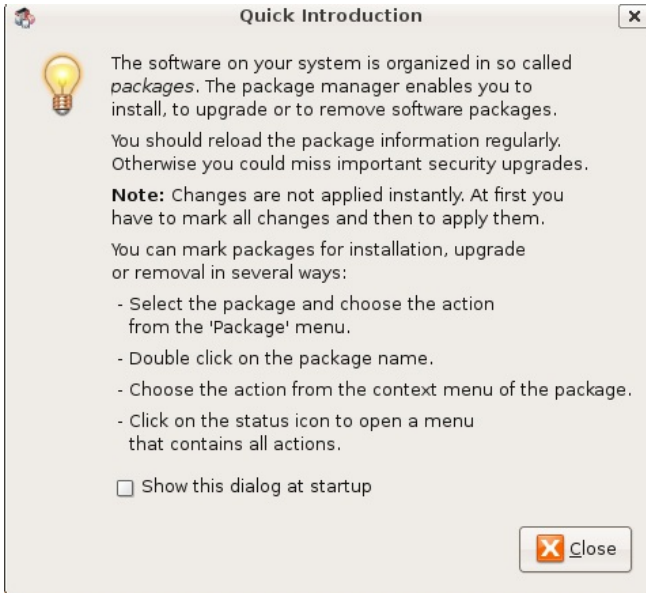 Quick Introduction
The software on your system is organized in so called
packages. The package manager enables you to
install, to upgrade or to remove software packages.
You should reload the package information regularly.
Otherwise you could miss important security upgrades.
Note: Changes are not applied instantly. At first you
have to mark all changes and then to apply them.
You can mark packages for installation, upgrade
or removal in several ways:
- Select the package and choose the action
from the 'Package' menu.
- Double click on the package name.
- Choose the action from the context menu of the package.
- Click on the status icon to open a menu
that contains all actions.
Show this dialog at startup
Close